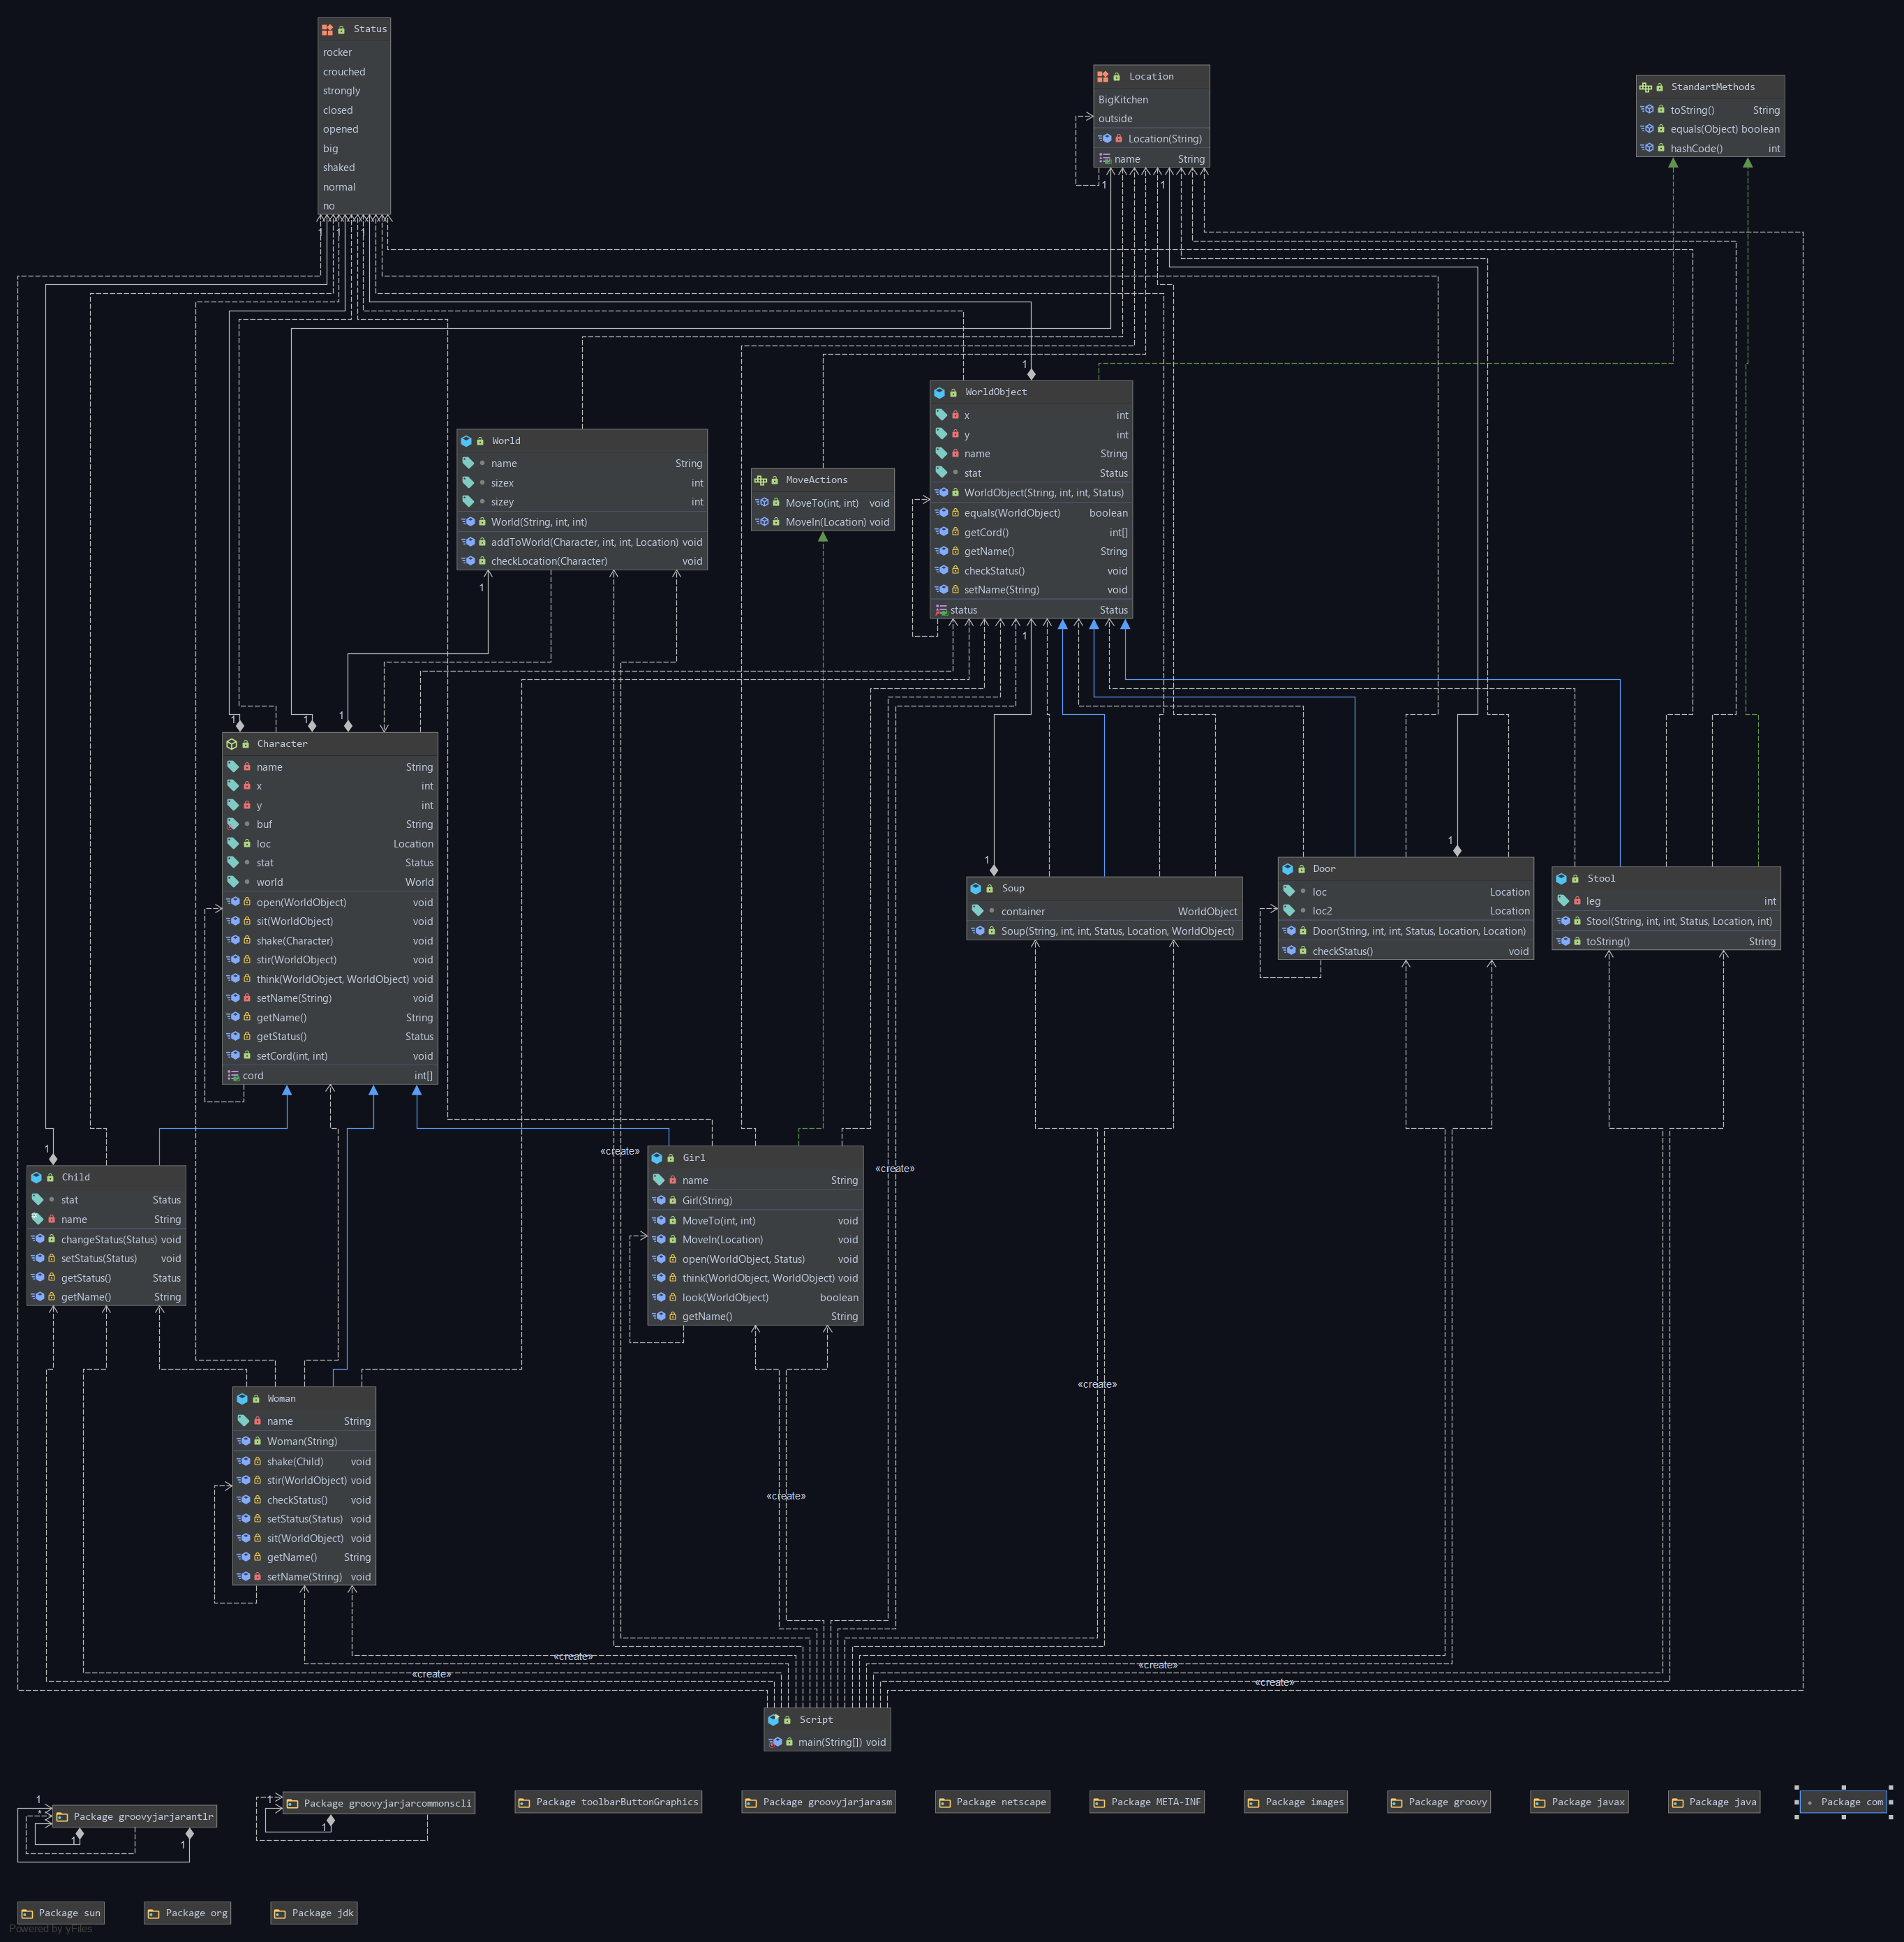 Status
rocker
crouched
strongly
closed
opened
big
shaked
normal
no
1
1
1
Location
BigKitchen
outside
Location(String)
name String
1
1
StandartMethods
toString() String
equals(Object) boolean
hashCode() int
World
name String
sizex int
sizey int
World(String, int, int)
addToWorld(Character, int, int, Location) void
checkLocation(Character) void
1
MoveActions
MoveTo(int, int) void
MoveIn(Location) void
1
WorldObject
x int
y int
name String
stat Status
WorldObject(String, int, int, Status)
equals(WorldObject) boolean
getCord() int[]
getName() String
checkStatus() void
setName(String) void
status Status
1
1
1
1
Character
name String
x int
y int
buf String
loc Location
stat Status
world World
open(WorldObject) void
sit(WorldObject) void
shake(Character) void
stir(WorldObject) void
think(WorldObject, WorldObject) void
setName(String) void
getName() String
getStatus() Status
setCord(int, int) void
cord int[]
1
Soup
container WorldObject
Soup(String, int, int, Status, Location, WorldObject)
1
Door
loc Location
loc2 Location
Door(String, int, int, Status, Location, Location)
checkStatus() void
Stool
leg int
Stool(String, int, int, Status, Location, int)
toString() String
1
Child
stat Status
name String
changeStatus(Status) void
setStatus(Status) void
getStatus() Status
getName() String
«create»
Girl
name String
Girl(String)
MoveTo(int, int) void
MoveIn(Location) void
open(WorldObject, Status) void
think(WorldObject, WorldObject) void
look(WorldObject) boolean
getName() String
«create»
Woman
name String
Woman(String)
shake(Child) void
stir(WorldObject) void
checkStatus() void
setStatus(Status) void
sit(WorldObject) void
getName() String
setName(String) void
«create»
«create»
«create»
«create»
«create»
«create»
Script
main(String[]) void
1
*
Package groovyjarjarantlr
1
1
1
Package groovyjarjarcommonscli
1
Package toolbarButtonGraphics
Package groovyjarjarasm
Package netscape
Package META-INF
Package images
Package groovy
Package javax
Package java
Package com
Package sun
Package org
Package jdk
Powered by yFiles